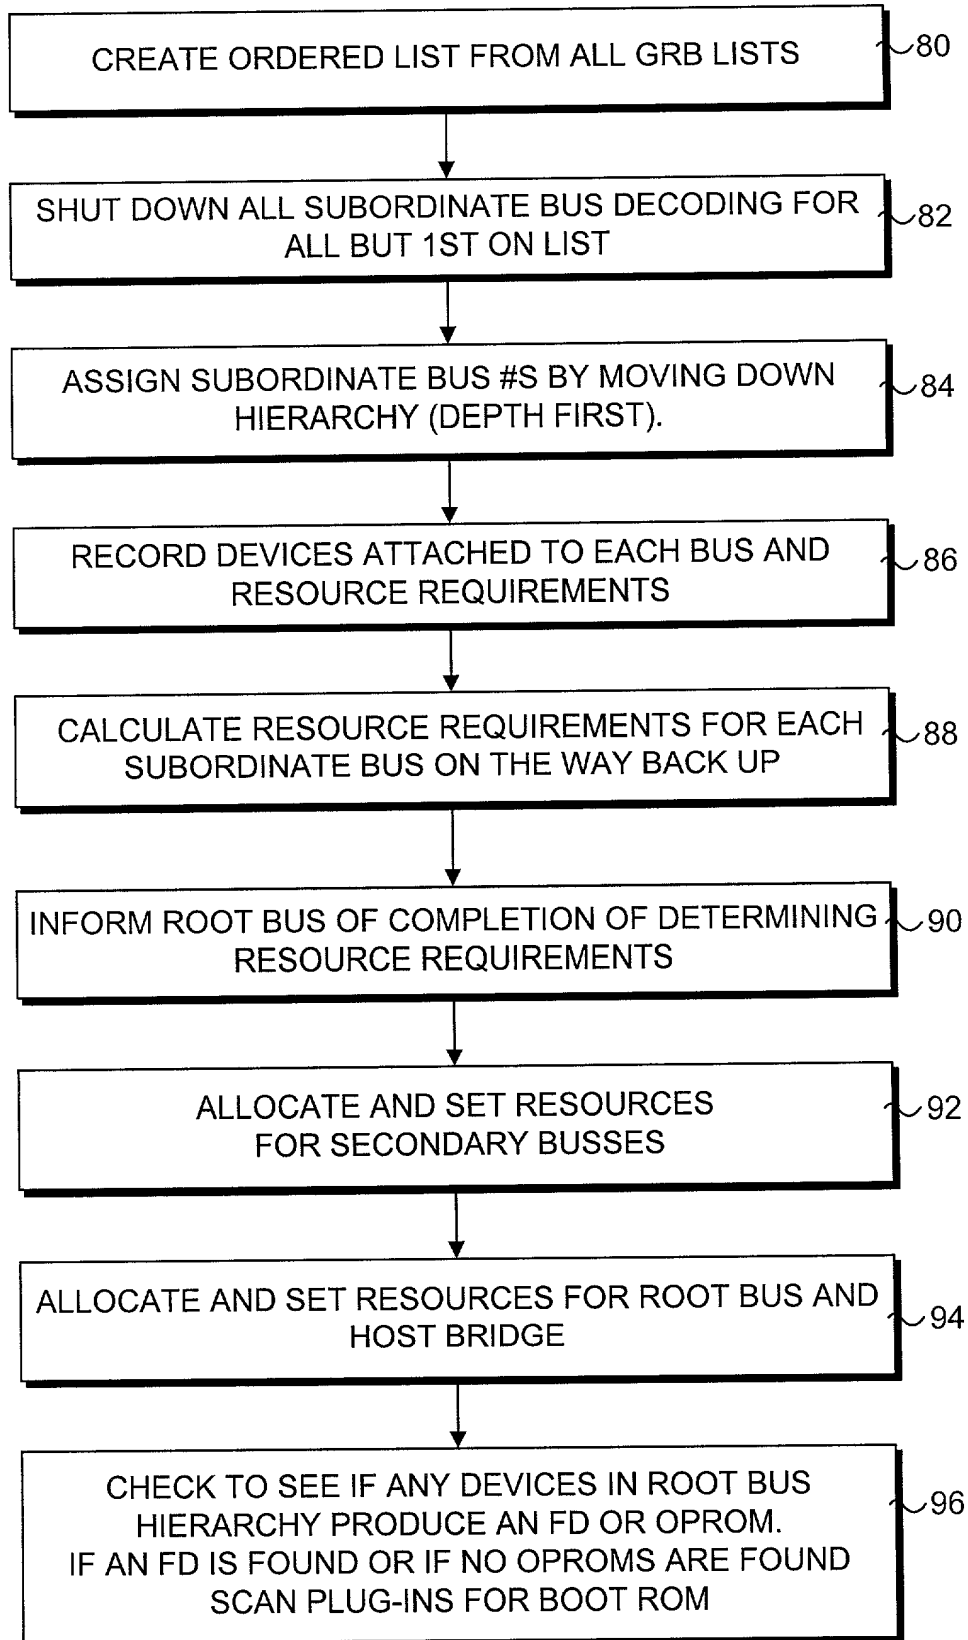 CREATE ORDERED LIST FROM ALL GRB LISTS
80
SHUT DOWN ALL SUBORDINATE BUS DECODING FOR
ALL BUT 1ST ON LIST
82
ASSIGN SUBORDINATE BUS #S BY MOVING DOWN
HIERARCHY (DEPTH FIRST).
84
RECORD DEVICES ATTACHED TO EACH BUS AND
RESOURCE REQUIREMENTS
86
CALCULATE RESOURCE REQUIREMENTS FOR EACH
SUBORDINATE BUS ON THE WAY BACK UP
88
INFORM ROOT BUS OF COMPLETION OF DETERMINING
RESOURCE REQUIREMENTS
90
ALLOCATE AND SET RESOURCES
FOR SECONDARY BUSSES
92
ALLOCATE AND SET RESOURCES FOR ROOT BUS AND
HOST BRIDGE
94
CHECK TO SEE IF ANY DEVICES IN ROOT BUS
HIERARCHY PRODUCE AN FD OR OPROM.
IF AN FD IS FOUND OR IF NO OPROMS ARE FOUND
SCAN PLUG-INS FOR BOOT ROM
96